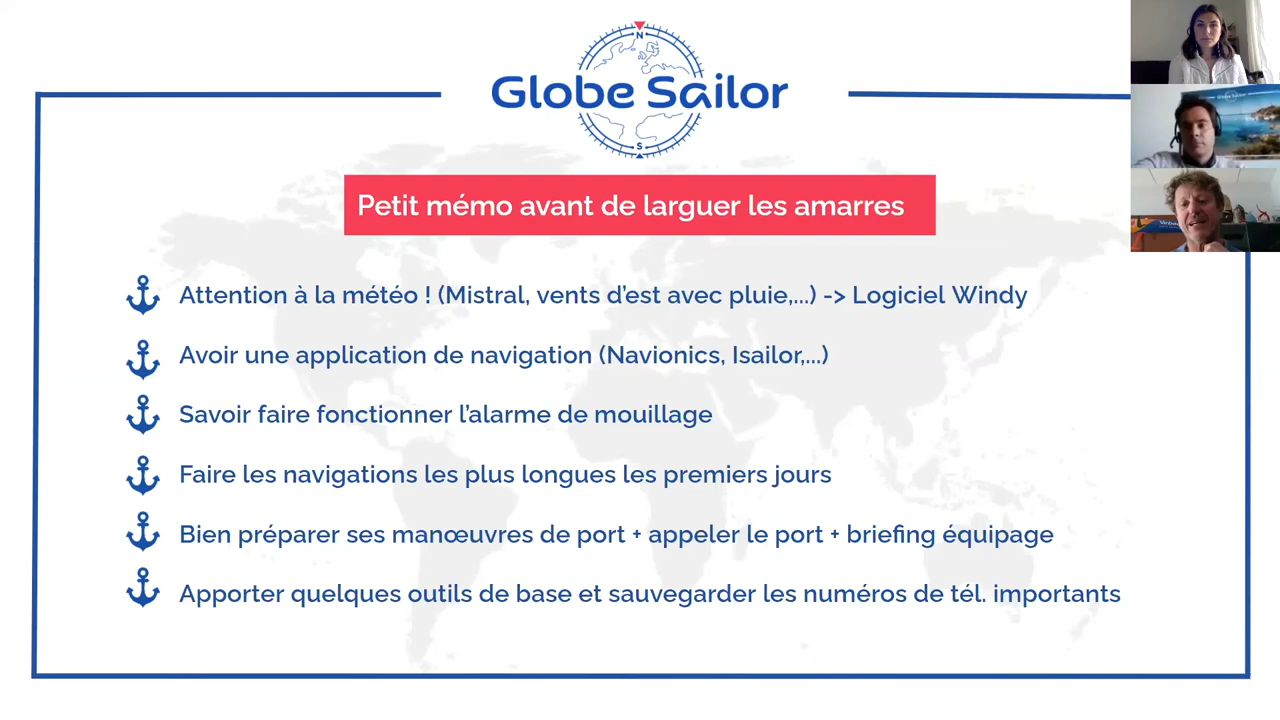 N
Globe Sailor
S
Petit mémo avant de larguer les amarres
Attention à la météo ! (Mistral, vents d'est avec pluie,...) -> Logiciel Windy
Avoir une application de navigation (Navionics, Isailor,...)
Savoir faire fonctionner l'alarme de mouillage
Faire les navigations les plus longues les premiers jours
Bien préparer ses manœuvres de port + appeler le port + briefing équipage
Apporter quelques outils de base et sauvegarder les numéros de tél. importants
Globe Sailor